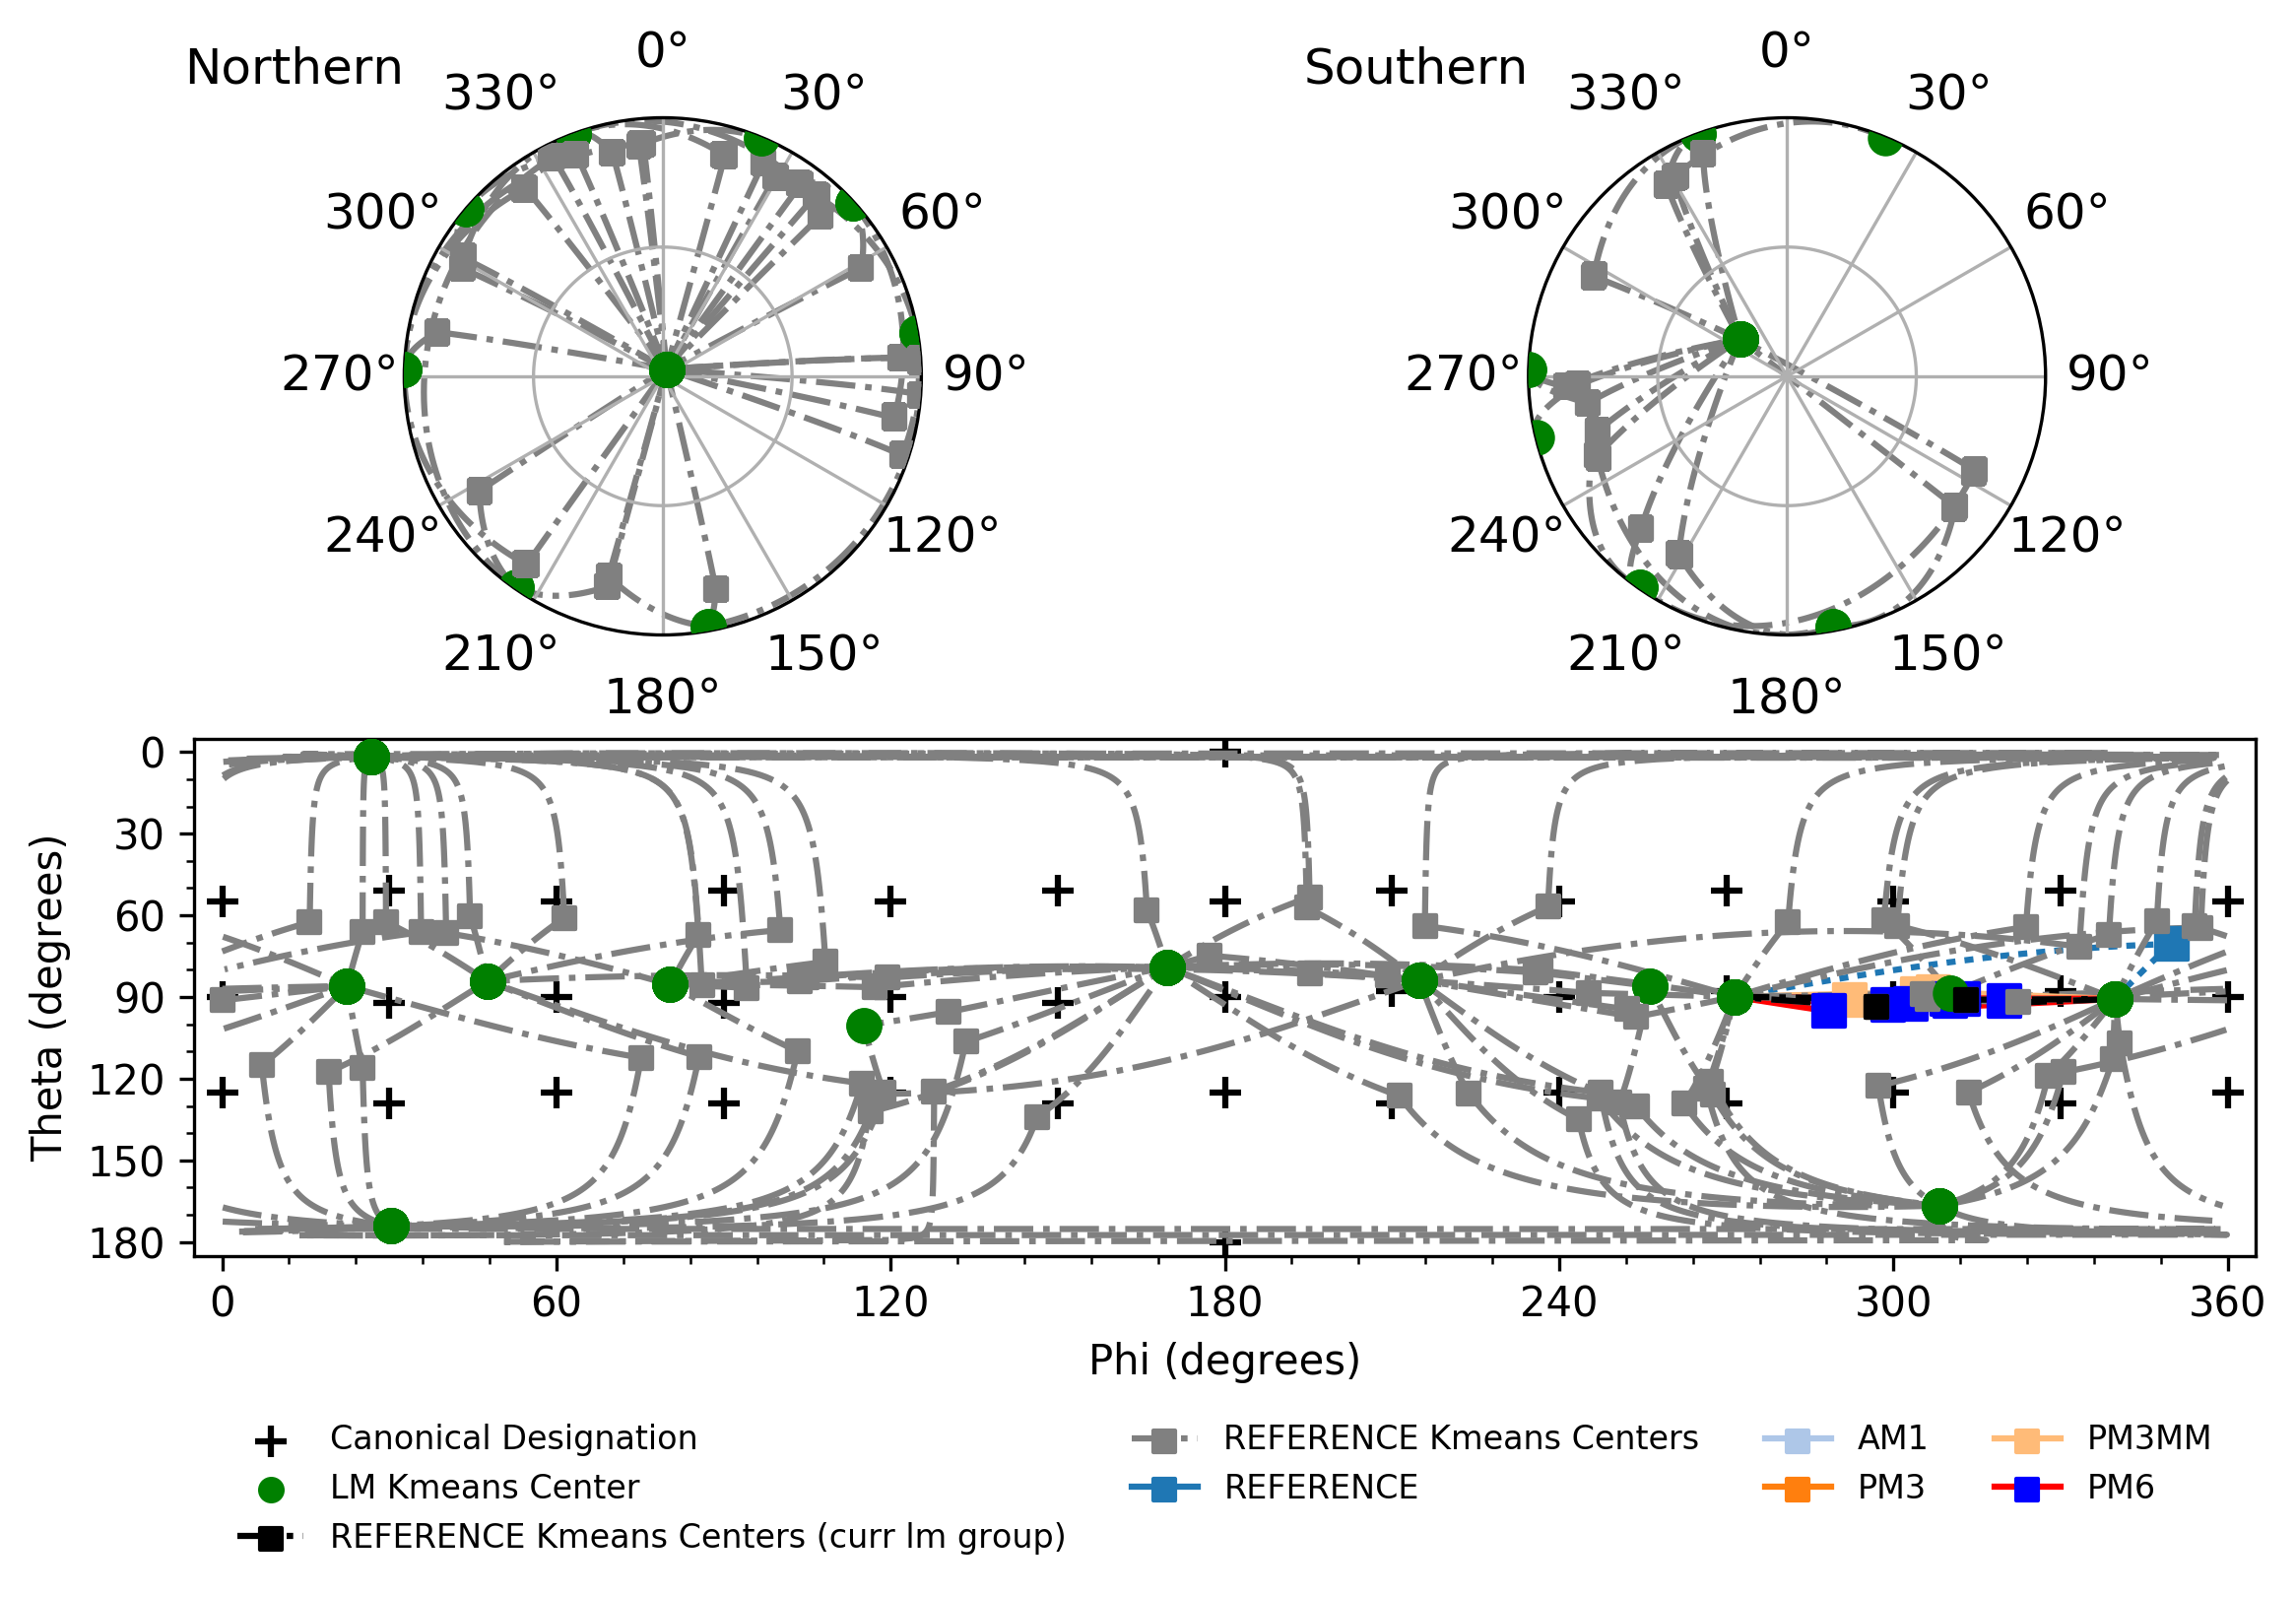 Northern
0°
30°
60°
90°
120°
150°
180°
210°
240°
270°
300°
330°
Southern
0°
30°
60°
90°
120°
150°
180°
210°
240°
270°
300°
330°
Theta (degrees)
0
30
60
90
120
150
180
0 60 120 180 240 300 360
Phi (degrees)
Canonical Designation
LM Kmeans Center
REFERENCE Kmeans Centers (curr lm group)
REFERENCE Kmeans Centers
REFERENCE
AM1
PM3
PM3MM
PM6